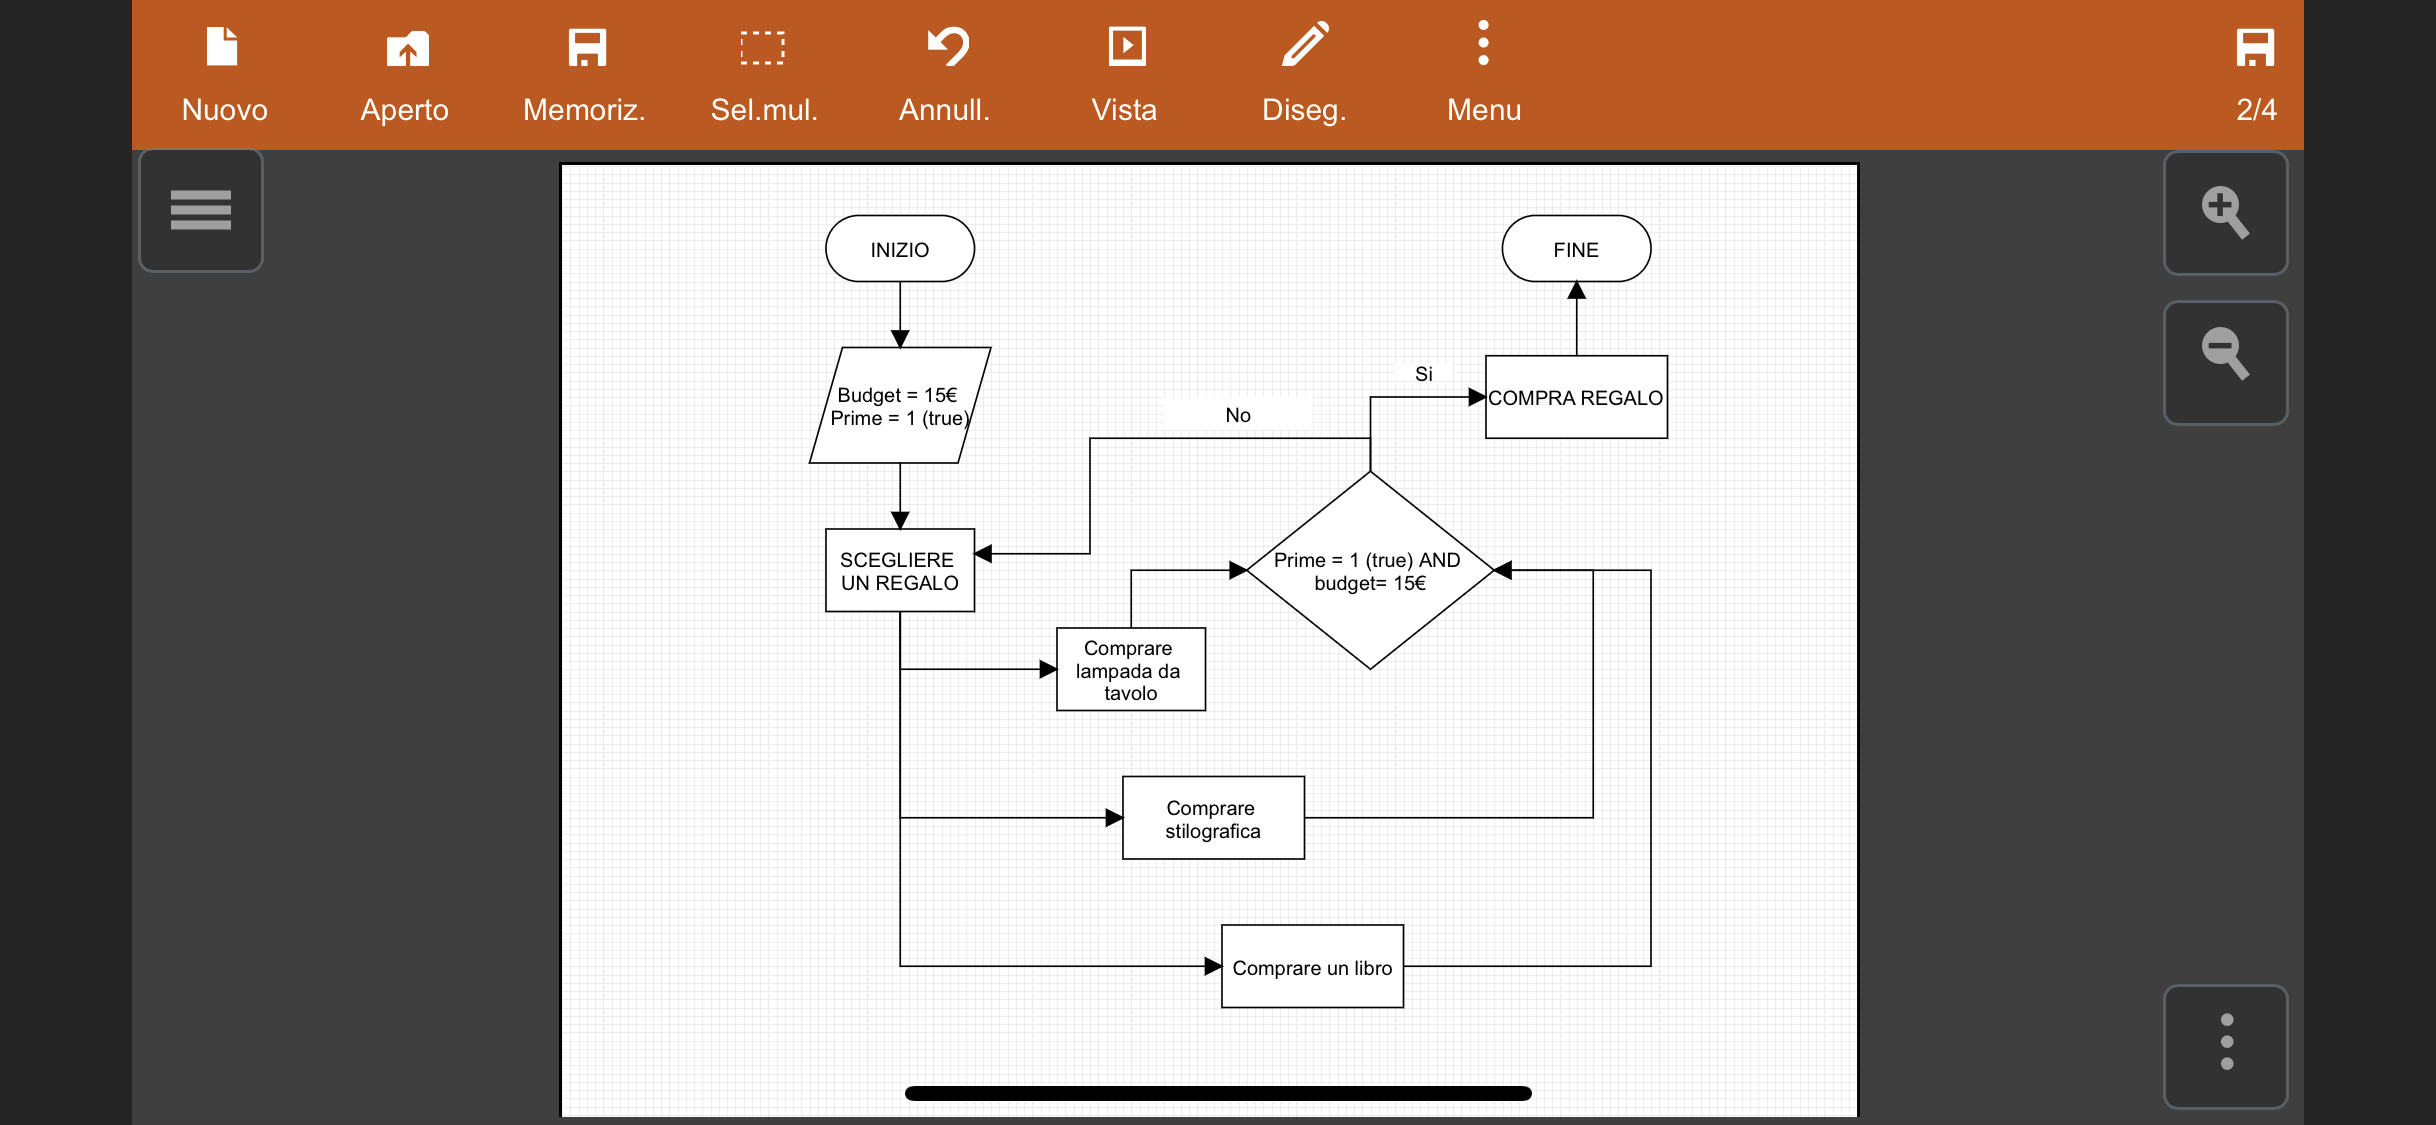 Nuovo
Aperto
Memoriz.
Sel.mul.
Annull.
Vista
Diseg.
Menu
2/4
INIZIO
FINE
Budget = 15€
Prime = 1 (true)
Si
COMPRA REGALO
No
SCEGLIERE
UN REGALO
Prime = 1 (true) AND
budget= 15€
Comprare
lampada da
tavolo
Comprare
stilografica
Comprare un libro